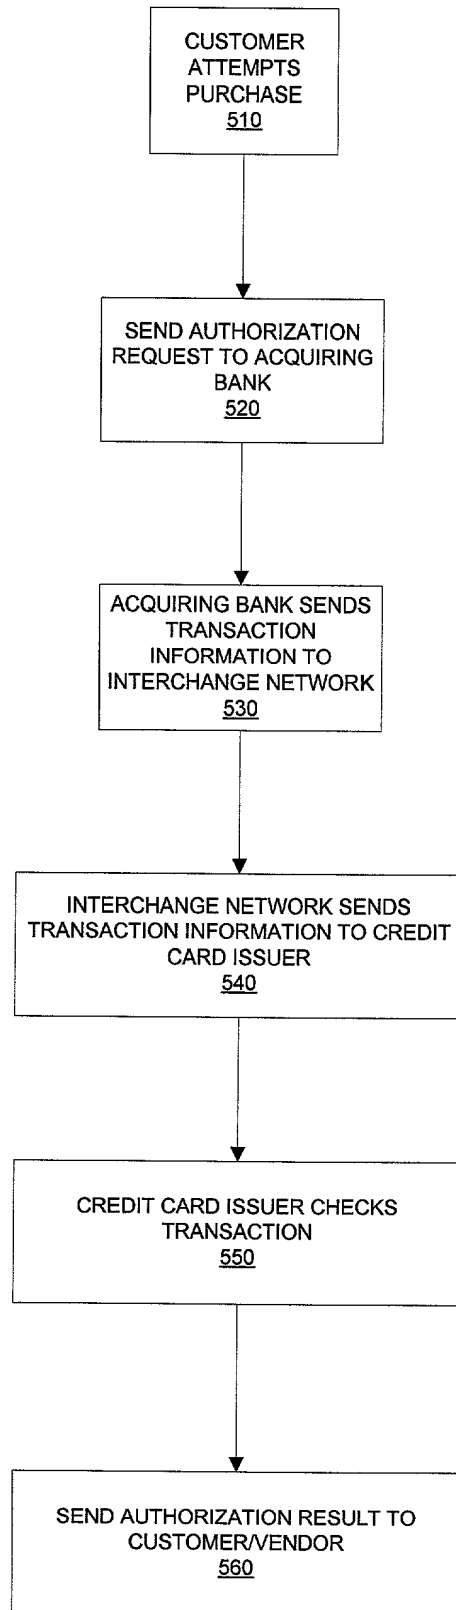 CUSTOMER
ATTEMPTS
PURCHASE
510
SEND AUTHORIZATION
REQUEST TO ACQUIRING
BANK
520
ACQUIRING BANK SENDS
TRANSACTION
INFORMATION TO
INTERCHANGE NETWORK
530
INTERCHANGE NETWORK SENDS
TRANSACTION INFORMATION TO CREDIT
CARD ISSUER
540
CREDIT CARD ISSUER CHECKS
TRANSACTION
550
SEND AUTHORIZATION RESULT TO
CUSTOMER/VENDOR
560